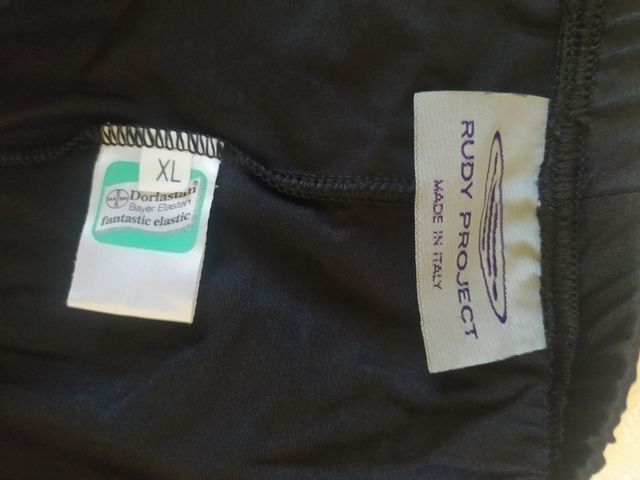 XL
Dorlastan
Bayer Elastan
fantastic elastic
RUDY PROJECT
MADE IN ITALY